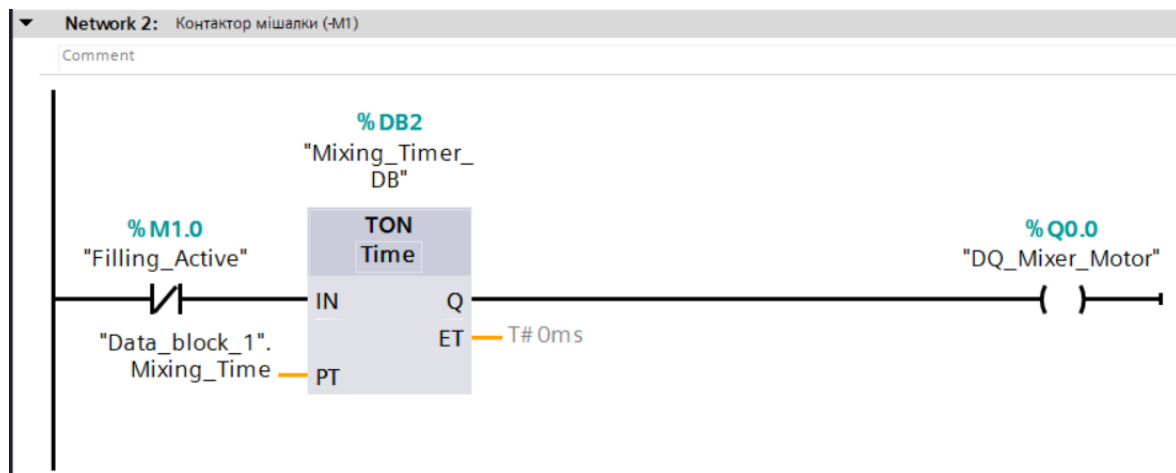 Network 2: Контактор мішалки (-M1)
Comment
%DB2
"Mixing_Timer_
DB"
%M1.0
"Filling_Active"
TON
Time
%Q0.0
"DQ_Mixer_Motor"
IN Q
"Data_block_1".
Mixing_Time
ET T#0ms
PT